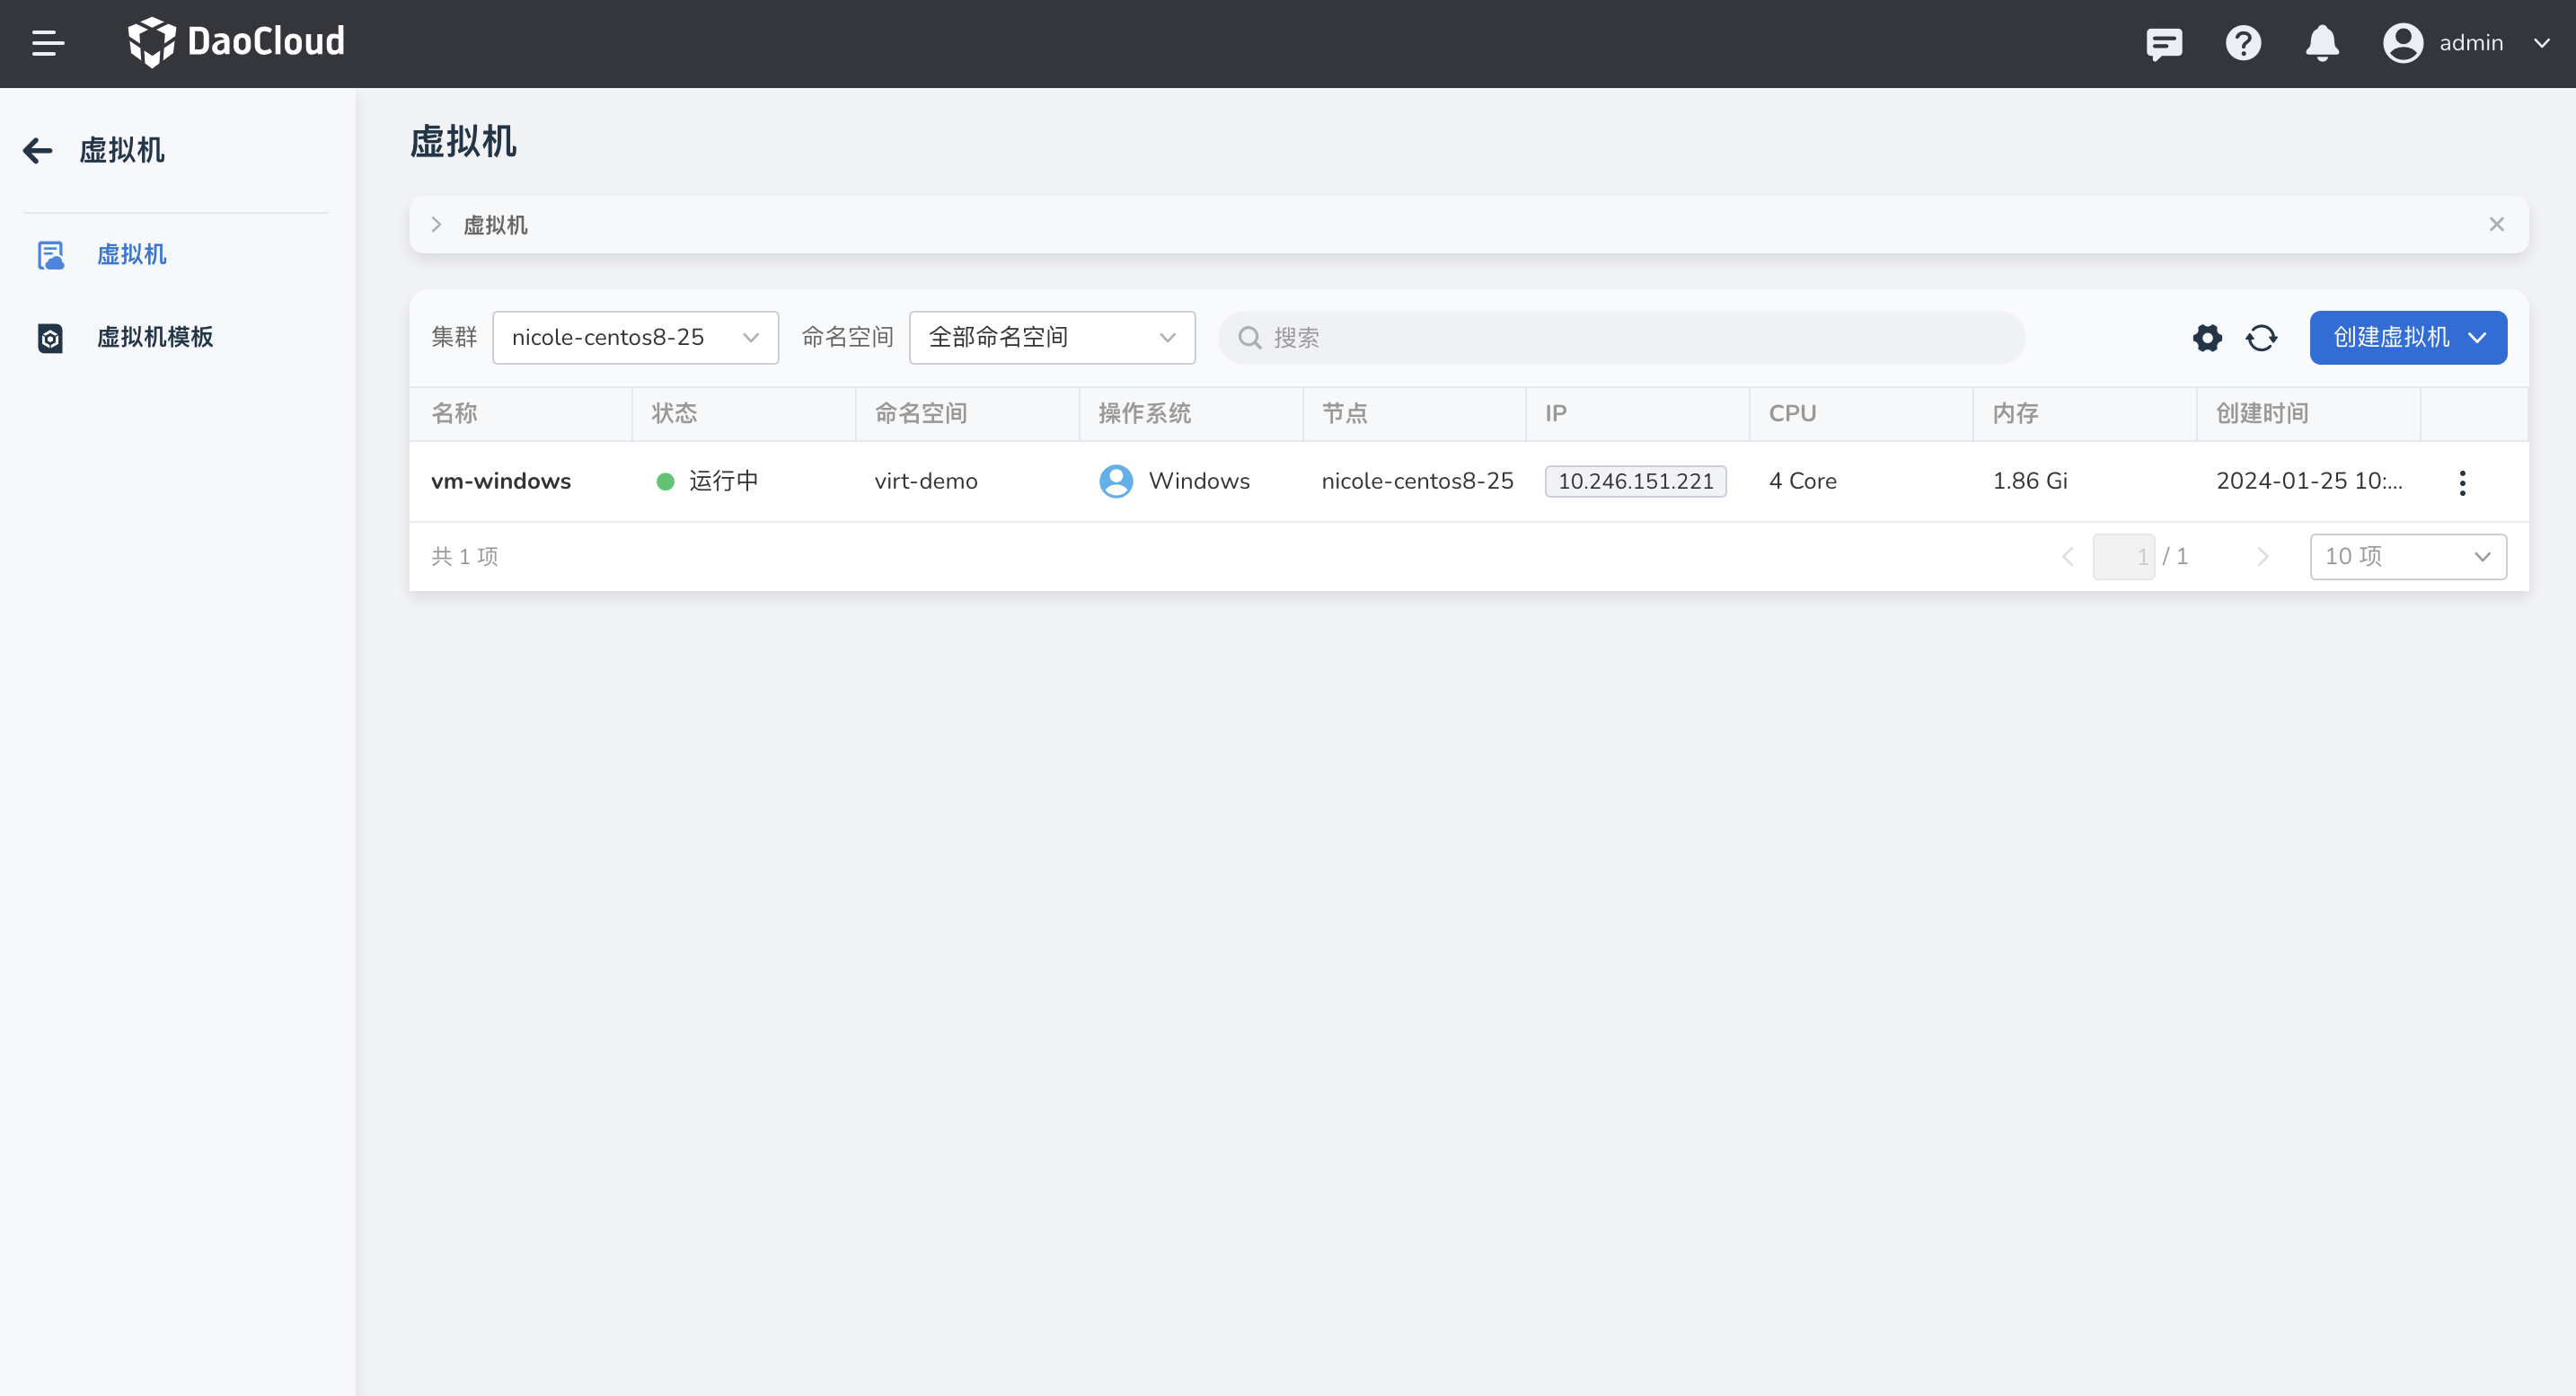 DaoCloud
admin
虚拟机
虚拟机
虚拟机模板
虚拟机
虚拟机
集群 nicole-centos8-25 命名空间 全部命名空间 搜索 创建虚拟机
名称 状态 命名空间 操作系统 节点 IP CPU 内存 创建时间
vm-windows 运行中 virt-demo Windows nicole-centos8-25 10.246.151.221 4 Core 1.86 Gi 2024-01-25 10:...
共 1 项 1 / 1 10 项